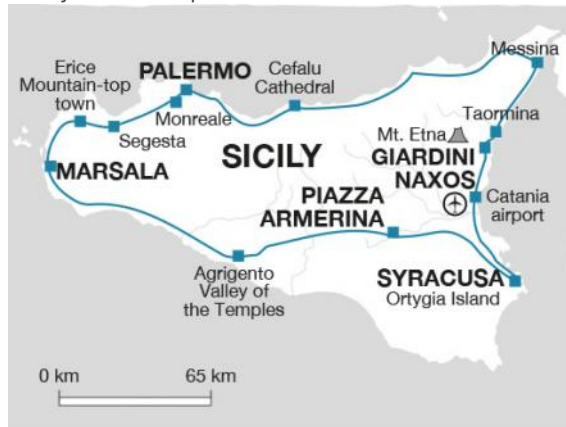 Messina
Erice
Mountain-top
town
PALERMO
Cefalu
Cathedral
Taormina
Monreale
Mt. Etna
Segesta
SICILY
GIARDINI
NAXOS
MARSALA
PIAZZA
ARMERINA
Catania
airport
Agrigento
Valley of
the Temples
SYRACUSA
Ortygia Island
0 km
65 km